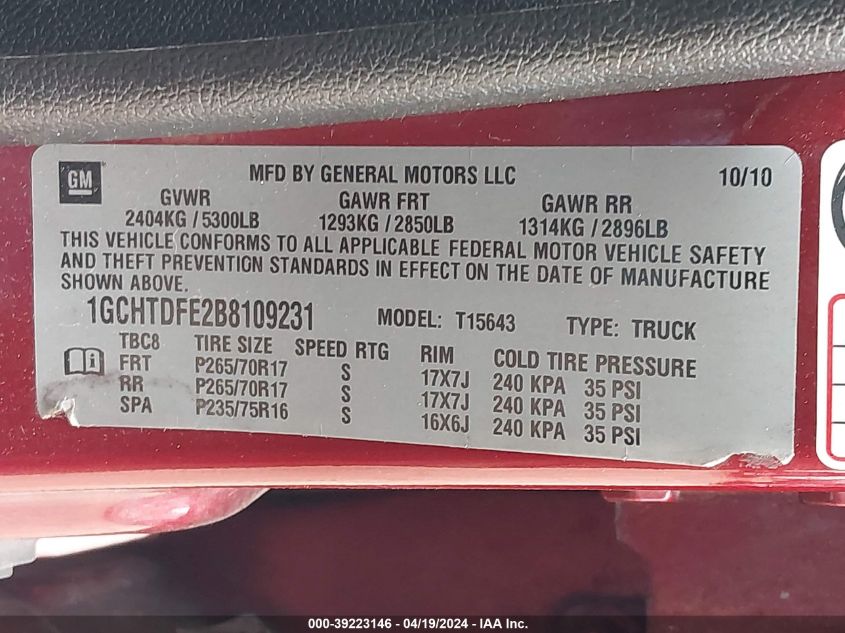 GM
MFD BY GENERAL MOTORS LLC 10/10
GVWR GAWR FRT GAWR RR
2404KG / 5300LB 1293KG / 2850LB 1314KG / 2896LB
THIS VEHICLE CONFORMS TO ALL APPLICABLE FEDERAL MOTOR VEHICLE SAFETY
AND THEFT PREVENTION STANDARDS IN EFFECT ON THE DATE OF MANUFACTURE
SHOWN ABOVE.
1GCHTDFE2B8109231 MODEL: T15643 TYPE: TRUCK
TBC8 TIRE SIZE SPEED RTG RIM COLD TIRE PRESSURE
FRT P265/70R17 S 17X7J 240 KPA 35 PSI
RR P265/70R17 S 17X7J 240 KPA 35 PSI
SPA P235/75R16 S 16X6J 240 KPA 35 PSI
000-39223146 - 04/19/2024 - IAA Inc.